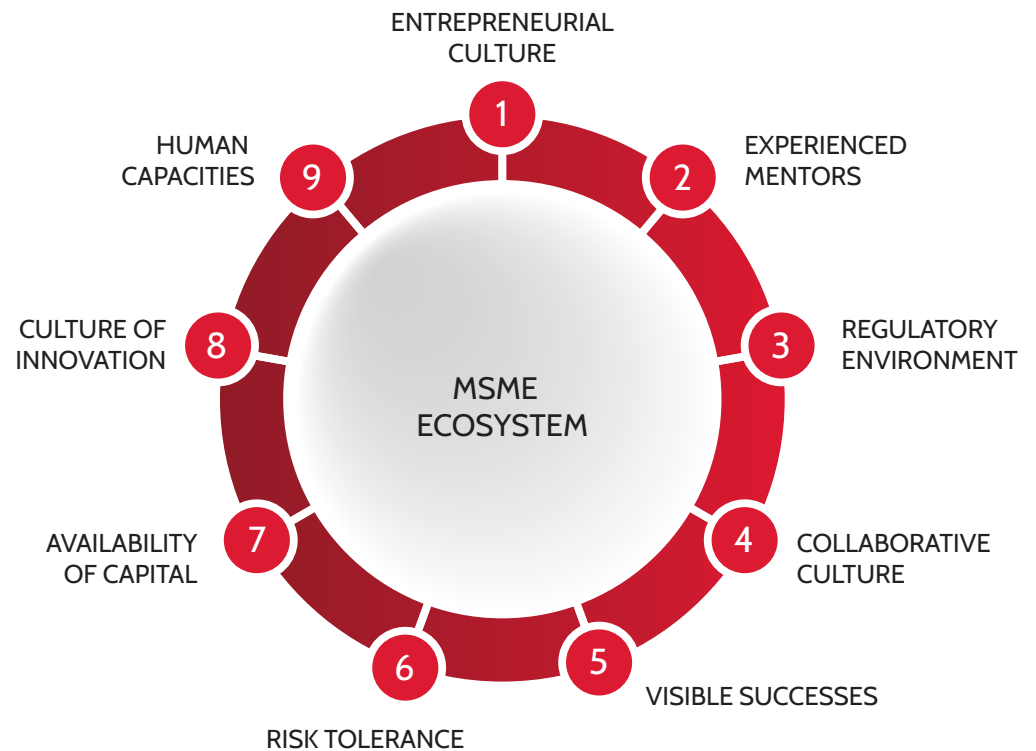 1
ENTREPRENEURIAL
CULTURE
2
EXPERIENCED
MENTORS
3
REGULATORY
ENVIRONMENT
4
COLLABORATIVE
CULTURE
5
VISIBLE SUCCESSES
6
RISK TOLERANCE
7
AVAILABILITY
OF CAPITAL
8
CULTURE OF
INNOVATION
9
HUMAN
CAPACITIES
MSME
ECOSYSTEM